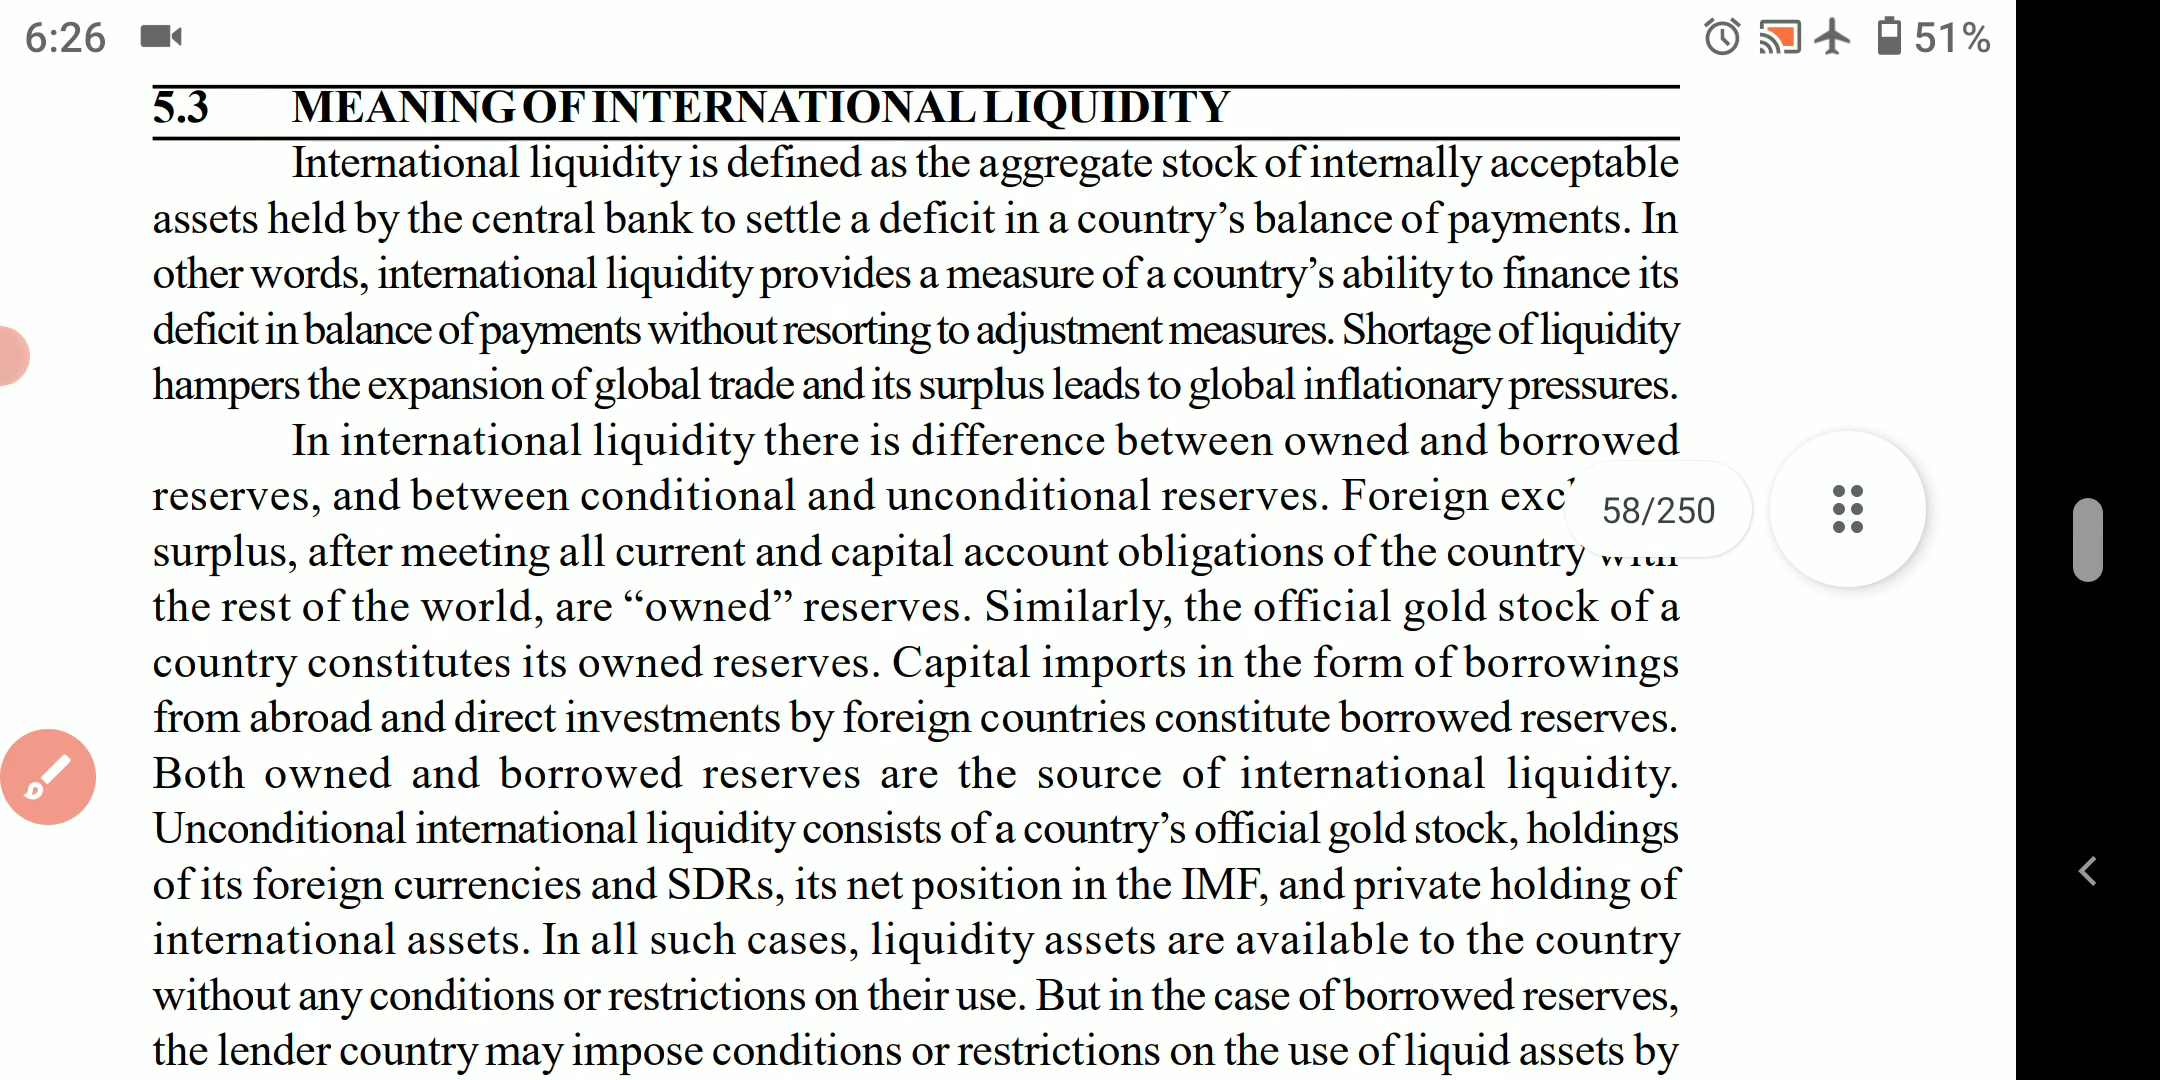 6:26
51%
5.3 MEANING OF INTERNATIONAL LIQUIDITY
International liquidity is defined as the aggregate stock of internally acceptable
assets held by the central bank to settle a deficit in a country’s balance of payments. In
other words, international liquidity provides a measure of a country’s ability to finance its
deficit in balance of payments without resorting to adjustment measures. Shortage of liquidity
hampers the expansion of global trade and its surplus leads to global inflationary pressures.
In international liquidity there is difference between owned and borrowed
reserves, and between conditional and unconditional reserves. Foreign
58/250
surplus, after meeting all current and capital account obligations of the country
the rest of the world, are “owned” reserves. Similarly, the official gold stock of a
country constitutes its owned reserves. Capital imports in the form of borrowings
from abroad and direct investments by foreign countries constitute borrowed reserves.
Both owned and borrowed reserves are the source of international liquidity.
Unconditional international liquidity consists of a country’s official gold stock, holdings
of its foreign currencies and SDRs, its net position in the IMF, and private holding of
international assets. In all such cases, liquidity assets are available to the country
without any conditions or restrictions on their use. But in the case of borrowed reserves,
the lender country may impose conditions or restrictions on the use of liquid assets by